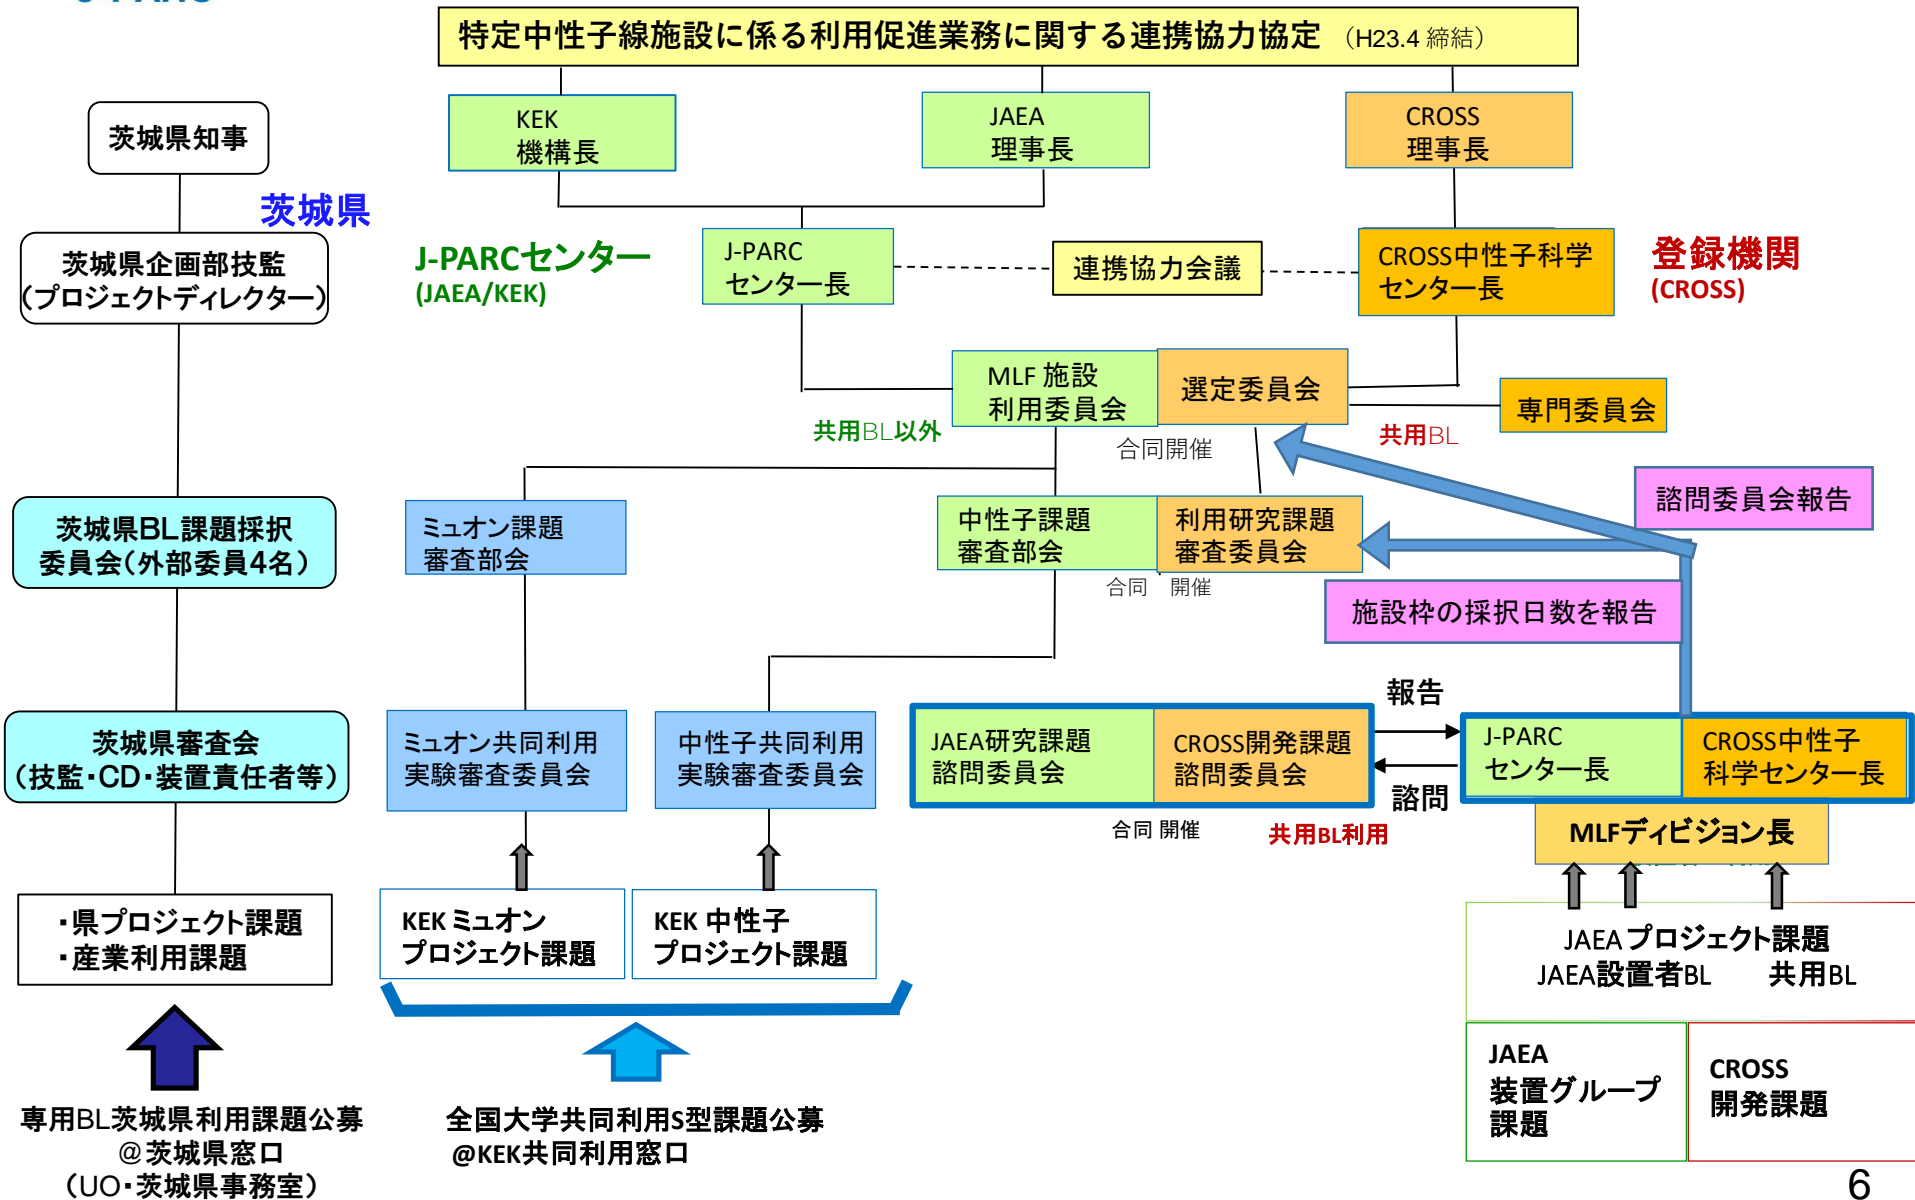 J-PARC
特定中性子線施設に係る利用促進業務に関する連携協力協定 （H23.4 締結）
KEK
機構長
JAEA
理事長
CROSS
理事長
茨城県知事
茨城県
茨城県企画部技監
（プロジェクトディレクター）
J-PARCセンター
(JAEA/KEK)
J-PARC
センター長
連携協力会議
CROSS中性子科学
センター長
登録機関
(CROSS)
MLF 施設
利用委員会
選定委員会
専門委員会
共用BL以外
合同開催
共用BL
諮問委員会報告
茨城県BL課題採択
委員会（外部委員4名）
ミュオン課題
審査部会
中性子課題
審査部会
利用研究課題
審査委員会
合同 開催
施設枠の採択日数を報告
茨城県審査会
（技監・CD・装置責任者等）
ミュオン共同利用
実験審査委員会
中性子共同利用
実験審査委員会
JAEA研究課題
諮問委員会
CROSS開発課題
諮問委員会
報告
諮問
J-PARC
センター長
CROSS中性子
科学センター長
合同 開催
共用BL利用
MLFディビジョン長
・県プロジェクト課題
・産業利用課題
KEK ミュオン
プロジェクト課題
KEK 中性子
プロジェクト課題
JAEA プロジェクト課題
JAEA設置者BL 共用BL
JAEA
装置グループ
課題
CROSS
開発課題
専用BL茨城県利用課題公募
@茨城県窓口
（UO・茨城県事務室）
全国大学共同利用S型課題公募
@KEK共同利用窓口
6